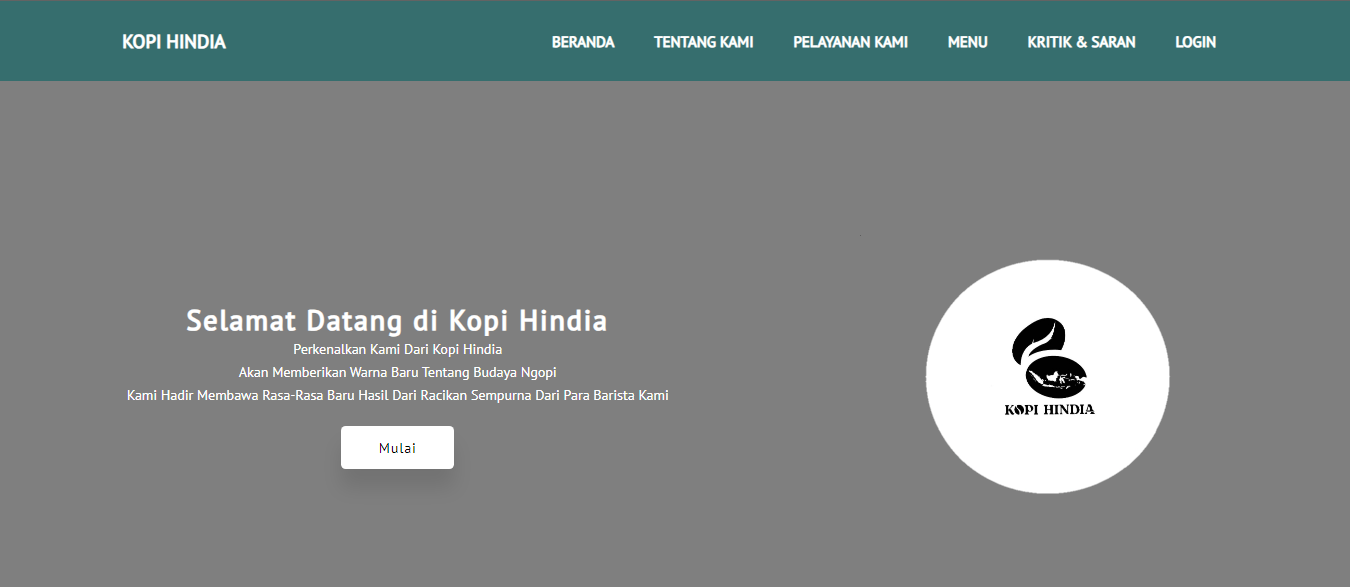 KOPI HINDIA
BERANDA TENTANG KAMI PELAYANAN KAMI MENU KRITIK & SARAN LOGIN
Selamat Datang di Kopi Hindia
Perkenalkan Kami Dari Kopi Hindia
Akan Memberikan Warna Baru Tentang Budaya Ngopi
Kami Hadir Membawa Rasa-Rasa Baru Hasil Dari Racikan Sempurna Dari Para Barista Kami
Mulai
KOPI HINDIA